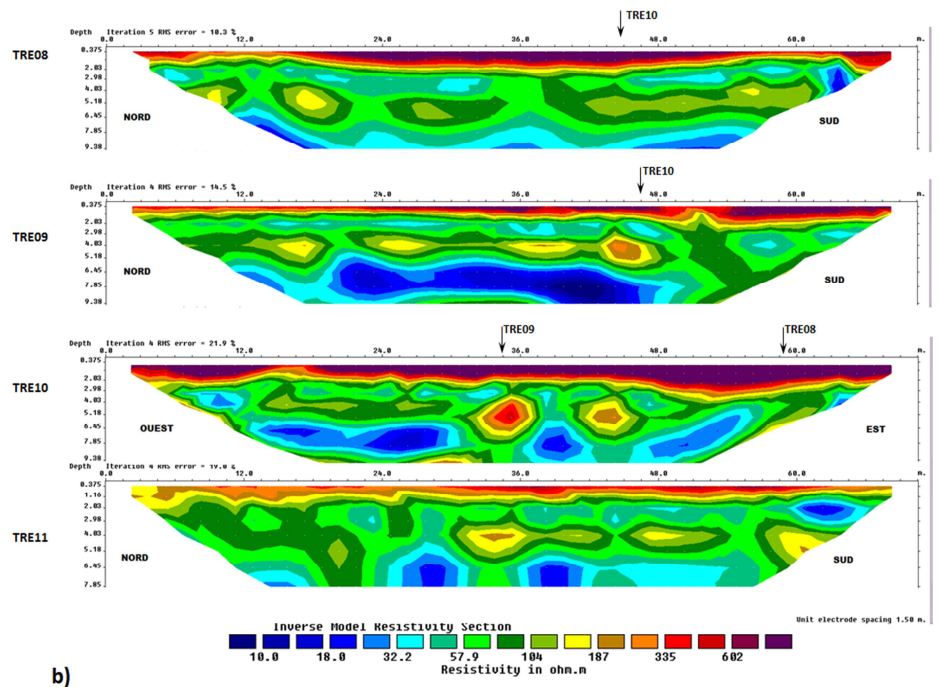 TRE10
Depth Iteration 5 RMS error = 10.3 %
0.0 12.0 24.0 36.0 48.0 60.0 m.
TRE08
0.375
2.03
2.98
4.03
5.18
6.45
7.85
9.38
NORD
SUD
TRE10
Depth Iteration 4 RMS error = 14.5 %
0.0 12.0 24.0 36.0 48.0 60.0 m.
TRE09
0.375
2.03
2.98
4.03
5.18
6.45
7.85
9.38
NORD
SUD
TRE09
TRE08
Depth Iteration 4 RMS error = 21.9 %
0.0 12.0 24.0 36.0 48.0 60.0 m.
TRE10
0.375
2.03
2.98
4.03
5.18
6.45
7.85
9.38
OUEST
EST
Depth Iteration 4 RMS error = 19.0 %
0.0 12.0 24.0 36.0 48.0 60.0 m.
TRE11
0.375
1.16
2.03
2.98
4.03
5.18
6.45
7.85
NORD
SUD
Unit electrode spacing 1.50 m.
Inverse Model Resistivity Section
10.0 18.0 32.2 57.9 104 187 335 602
Resistivity in ohm.m
b)